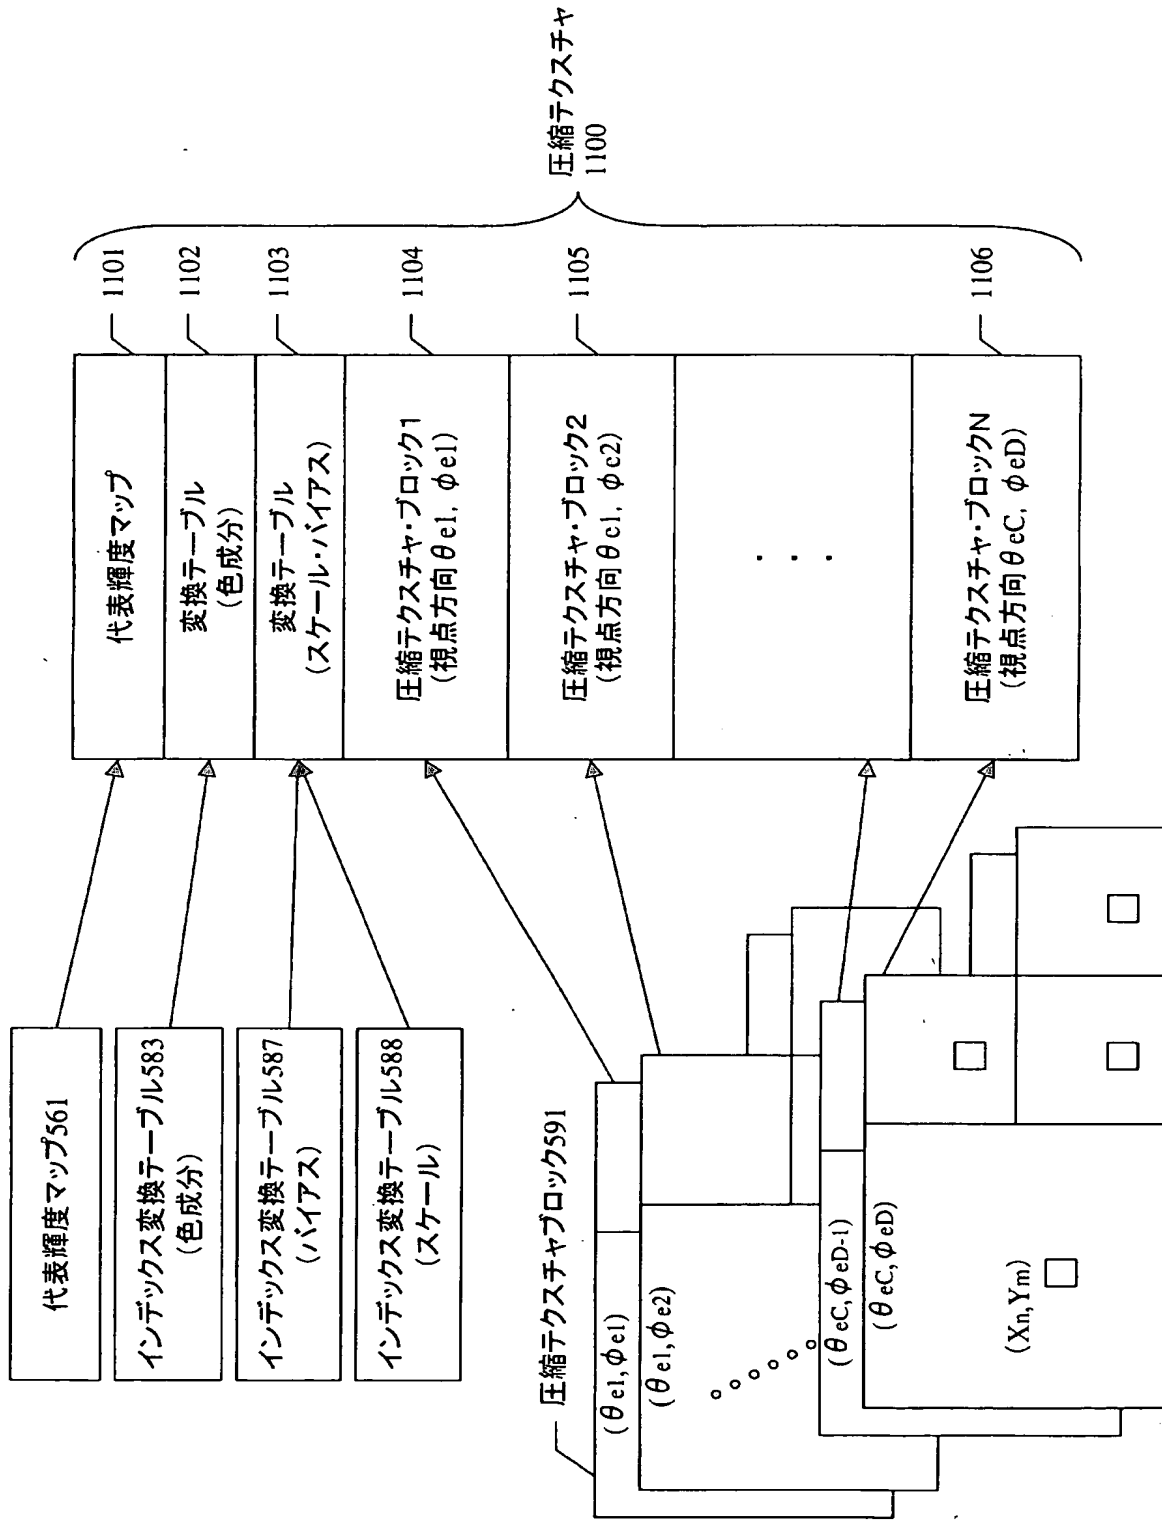 代表輝度マップ561
インデックス変換テーブル583
(色成分)
インデックス変換テーブル587
(バイアス)
インデックス変換テーブル588
(スケール)
圧縮テクスチャブロック591
(θe1,φe1)
(θe1,φe2)
(θeC,φeD-1)
(θeC,φeD)
(Xn,Ym)
代表輝度マップ
変換テーブル
(色成分)
変換テーブル
(スケール・バイアス)
圧縮テクスチャ・ブロック1
(視点方向θe1, φe1)
圧縮テクスチャ・ブロック2
(視点方向θc1, φc2)
・・・
圧縮テクスチャ・ブロックN
(視点方向θeC, φeD)
1101
1102
1103
1104
1105
1106
圧縮テクスチャ
1100